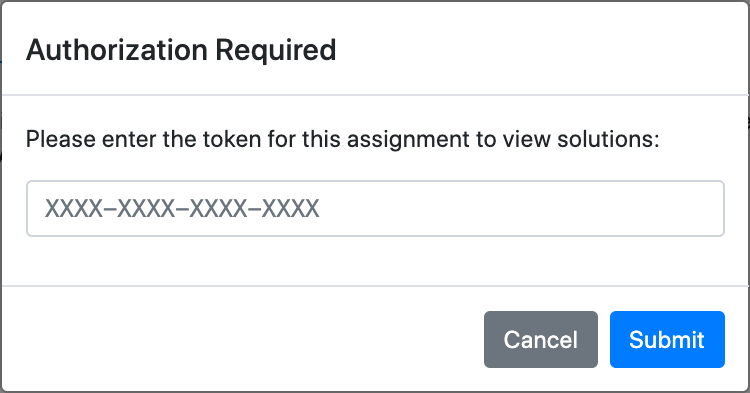 Authorization Required
Please enter the token for this assignment to view solutions:
XXXX–XXXX–XXXX–XXXX
Cancel Submit